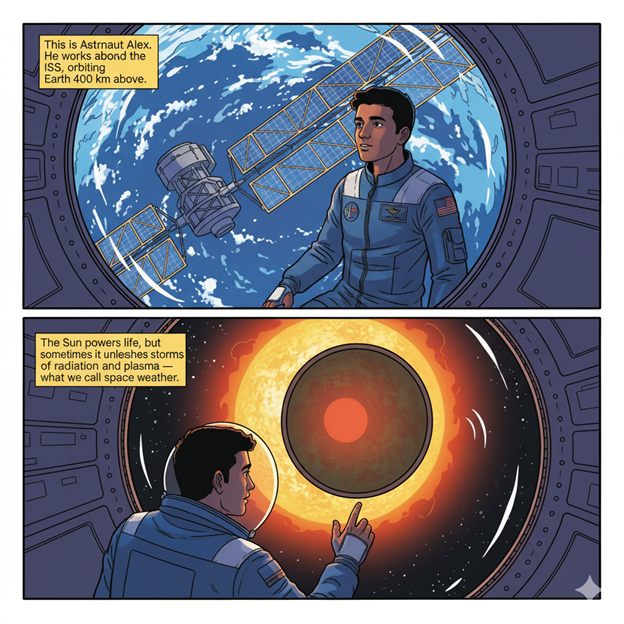 This is Astrnaut Alex.
He works abond the
ISS, orbiting
Earth 400 km above.
The Sun powers life, but
sometimes it unleshes storms
of radiation and plasma —
what we call space weather.